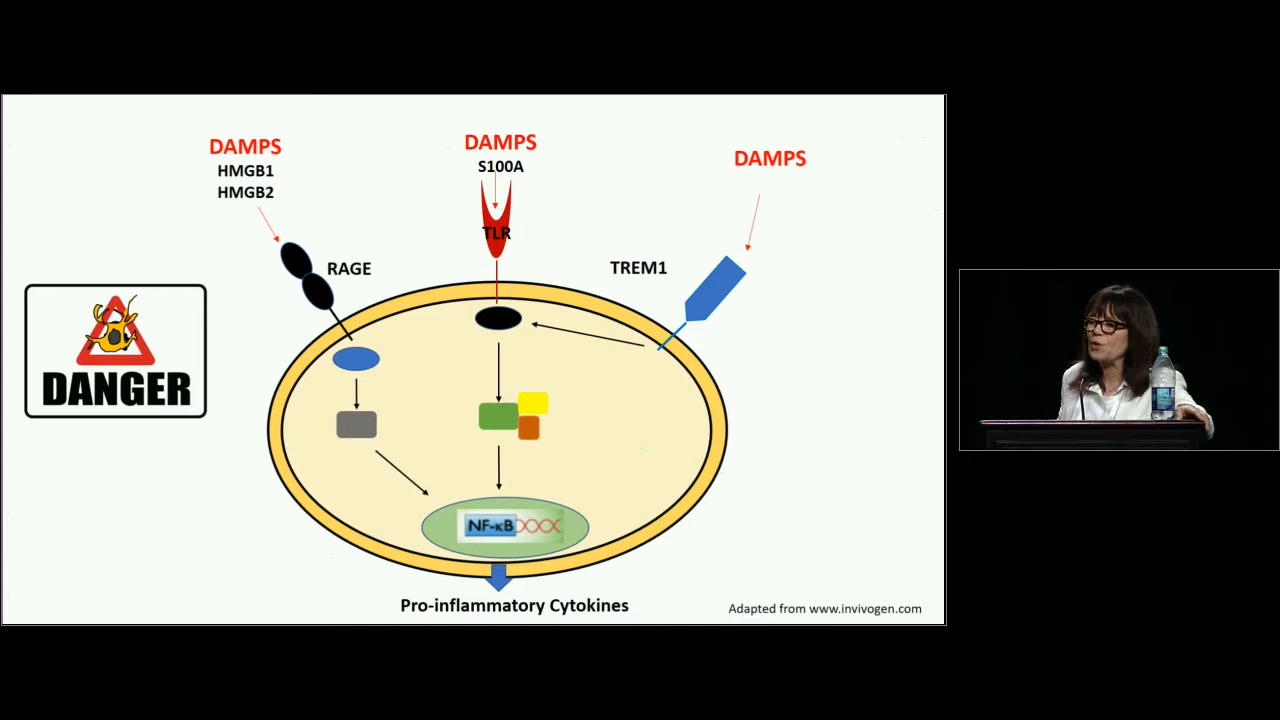 DAMPS
HMGB1
HMGB2
DAMPS
S100A
TLR
DAMPS
RAGE
TREM1
DANGER
NF-κB
Pro-inflammatory Cytokines
Adapted from www.invivogen.com